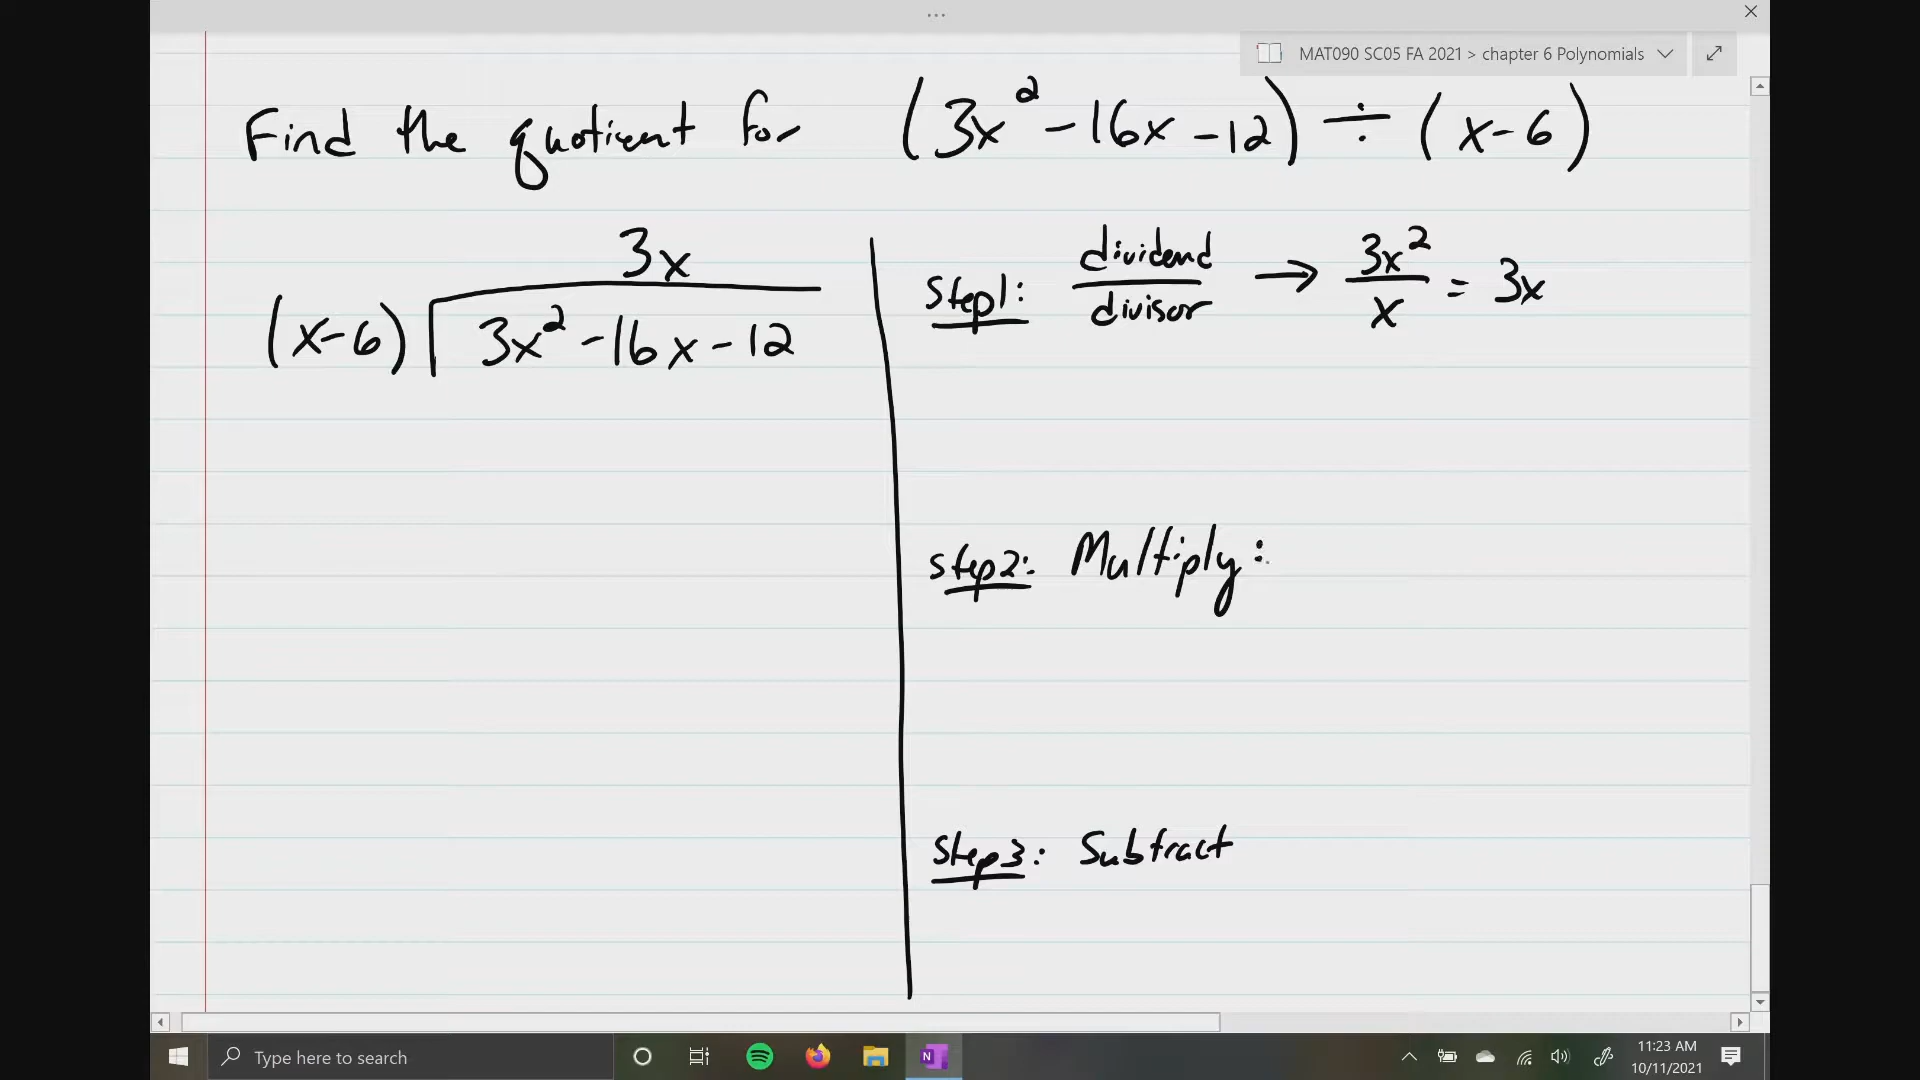 MAT090 SC05 FA 2021 > chapter 6 Polynomials
Find the quotient for (3x² - 16x - 12) ÷ (x - 6)
3x
(x - 6) 3x² - 16x - 12
Step1: dividend / divisor → 3x² / x = 3x
Step2: Multiply:
Step3: Subtract
Type here to search
N
11:23 AM
10/11/2021